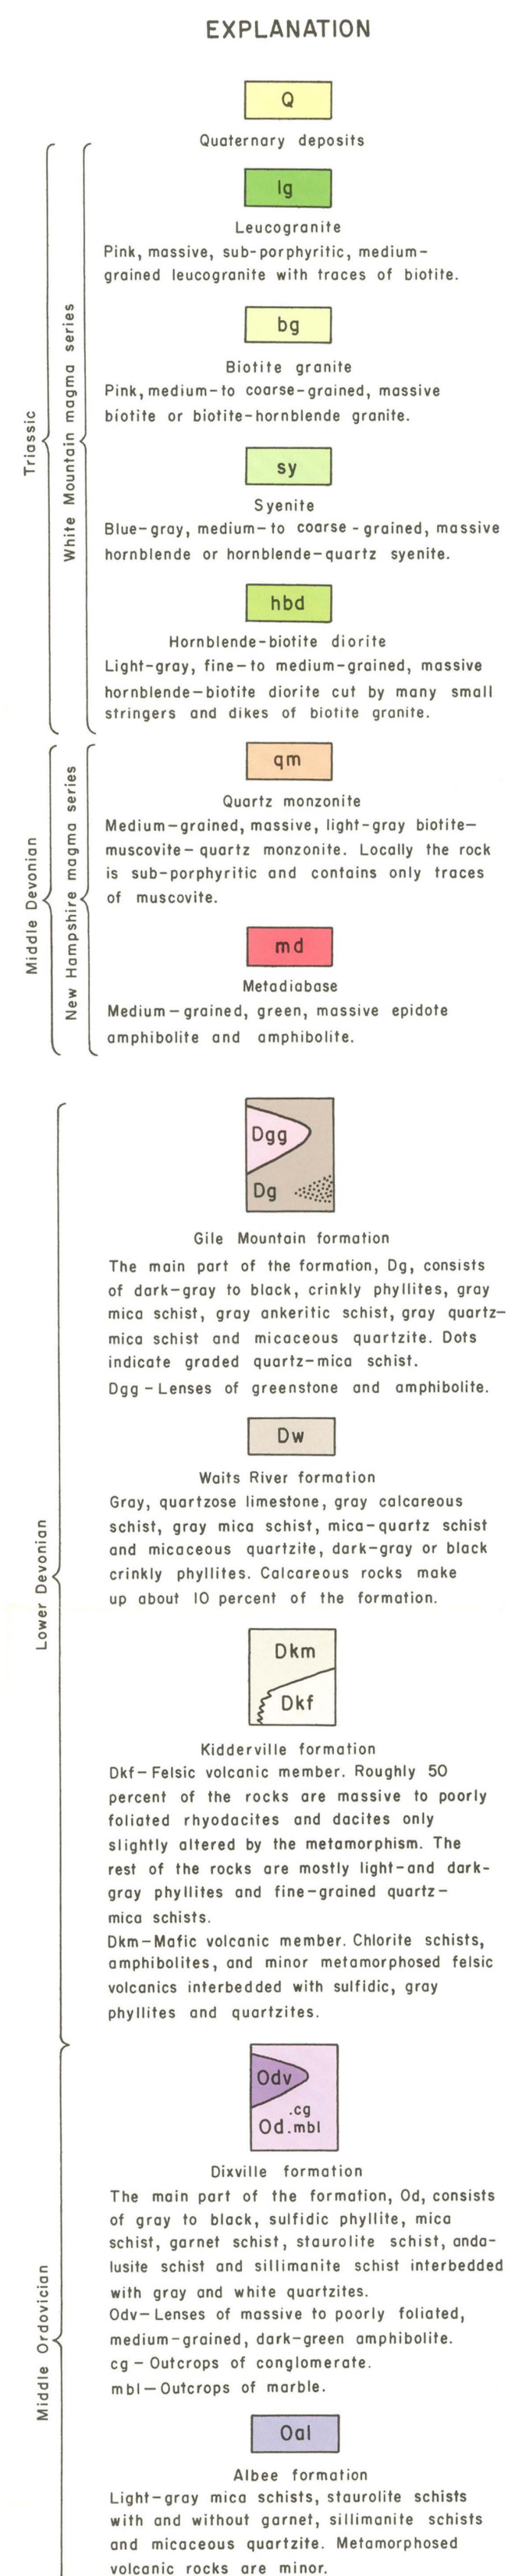 EXPLANATION
Q
Quaternary deposits
Triassic
White Mountain magma series
lg
Leucogranite
Pink, massive, sub-porphyritic, medium-
grained leucogranite with traces of biotite.
bg
Biotite granite
Pink, medium-to coarse-grained, massive
biotite or biotite-hornblende granite.
sy
Syenite
Blue-gray, medium-to coarse-grained, massive
hornblende or hornblende-quartz syenite.
hbd
Hornblende-biotite diorite
Light-gray, fine-to medium-grained, massive
hornblende-biotite diorite cut by many small
stringers and dikes of biotite granite.
Middle Devonian
New Hampshire magma series
qm
Quartz monzonite
Medium-grained, massive, light-gray biotite-
muscovite-quartz monzonite. Locally the rock
is sub-porphyritic and contains only traces
of muscovite.
md
Metadiabase
Medium-grained, green, massive epidote
amphibolite and amphibolite.
Lower Devonian
Dgg
Dg
Gile Mountain formation
The main part of the formation, Dg, consists
of dark-gray to black, crinkly phyllites, gray
mica schist, gray ankeritic schist, gray quartz-
mica schist and micaceous quartzite. Dots
indicate graded quartz-mica schist.
Dgg-Lenses of greenstone and amphibolite.
Dw
Waits River formation
Gray, quartzose limestone, gray calcareous
schist, gray mica schist, mica-quartz schist
and micaceous quartzite, dark-gray or black
crinkly phyllites. Calcareous rocks make
up about 10 percent of the formation.
Dkm
Dkf
Kidderville formation
Dkf-Felsic volcanic member. Roughly 50
percent of the rocks are massive to poorly
foliated rhyodacites and dacites only
slightly altered by the metamorphism. The
rest of the rocks are mostly light-and dark-
gray phyllites and fine-grained quartz-
mica schists.
Dkm-Mafic volcanic member. Chlorite schists,
amphibolites, and minor metamorphosed felsic
volcanics interbedded with sulfidic, gray
phyllites and quartzites.
Middle Ordovician
Odv
.cg
Od.mbl
Dixville formation
The main part of the formation, Od, consists
of gray to black, sulfidic phyllite, mica
schist, garnet schist, staurolite schist, anda-
lusite schist and sillimanite schist interbedded
with gray and white quartzites.
Odv-Lenses of massive to poorly foliated,
medium-grained, dark-green amphibolite.
cg-Outcrops of conglomerate.
mbl-Outcrops of marble.
Oal
Albee formation
Light-gray mica schists, staurolite schists
with and without garnet, sillimanite schists
and micaceous quartzite. Metamorphosed
volcanic rocks are minor.